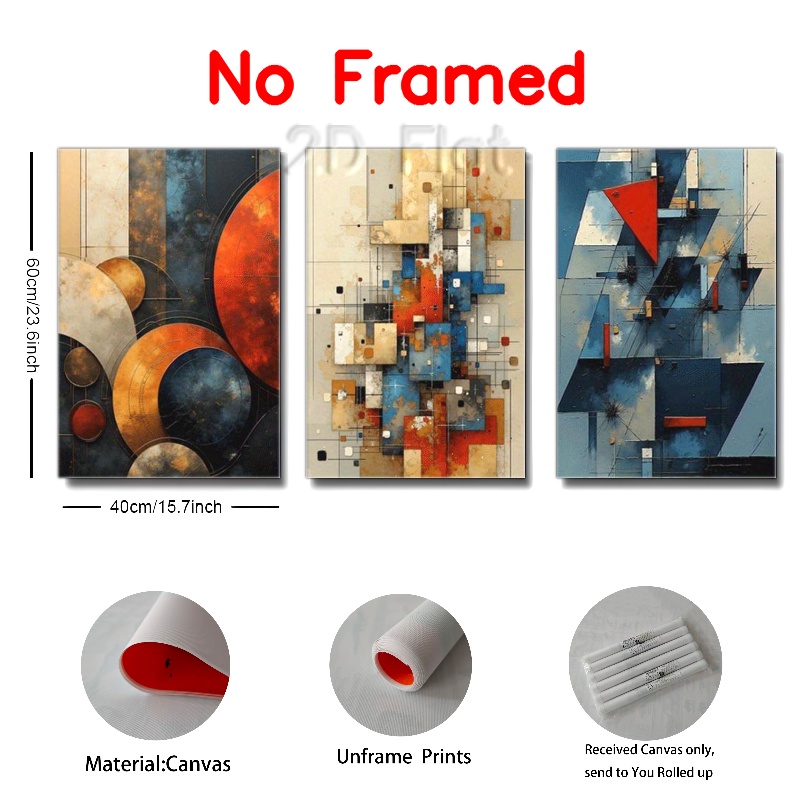 No Framed
2D Flat
60cm/23.6inch
40cm/15.7inch
Material:Canvas
Unframe Prints
Received Canvas only,
send to You Rolled up